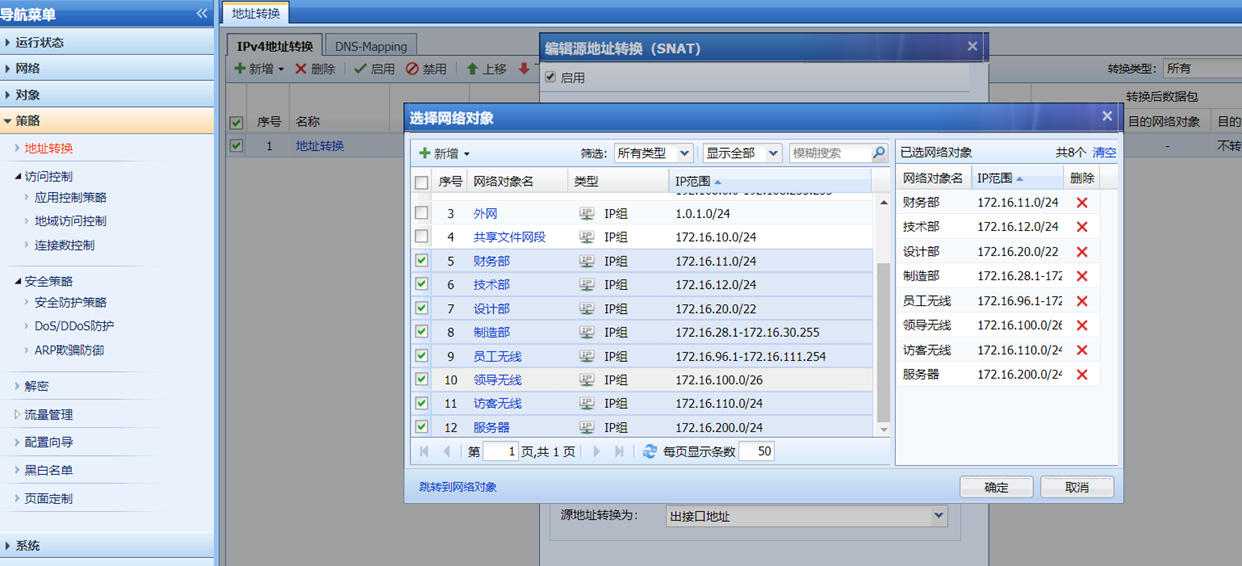 导航菜单
运行状态
网络
对象
策略
地址转换
访问控制
应用控制策略
地域访问控制
连接数控制
安全策略
安全防护策略
DoS/DDoS防护
ARP欺骗防御
解密
流量管理
配置向导
黑白名单
页面定制
系统
地址转换
IPv4地址转换 DNS-Mapping
新增 删除 启用 禁用 上移
转换类型: 所有
转换后数据包
序号 名称 目的网络对象 目的
1 地址转换 - 不转
编辑源地址转换（SNAT）
启用
选择网络对象
新增 筛选: 所有类型 显示全部 模糊搜索
序号 网络对象名 类型 IP范围
3 外网 IP组 1.0.1.0/24
4 共享文件网段 IP组 172.16.10.0/24
5 财务部 IP组 172.16.11.0/24
6 技术部 IP组 172.16.12.0/24
7 设计部 IP组 172.16.20.0/22
8 制造部 IP组 172.16.28.1-172.16.30.255
9 员工无线 IP组 172.16.96.1-172.16.111.254
10 领导无线 IP组 172.16.100.0/26
11 访客无线 IP组 172.16.110.0/24
12 服务器 IP组 172.16.200.0/24
第 1 页,共 1 页 每页显示条数 50
已选网络对象 共8个 清空
网络对象名 IP范围 删除
财务部 172.16.11.0/24
技术部 172.16.12.0/24
设计部 172.16.20.0/22
制造部 172.16.28.1-172
员工无线 172.16.96.1-172
领导无线 172.16.100.0/26
访客无线 172.16.110.0/24
服务器 172.16.200.0/24
跳转到网络对象 确定 取消
源地址转换为: 出接口地址